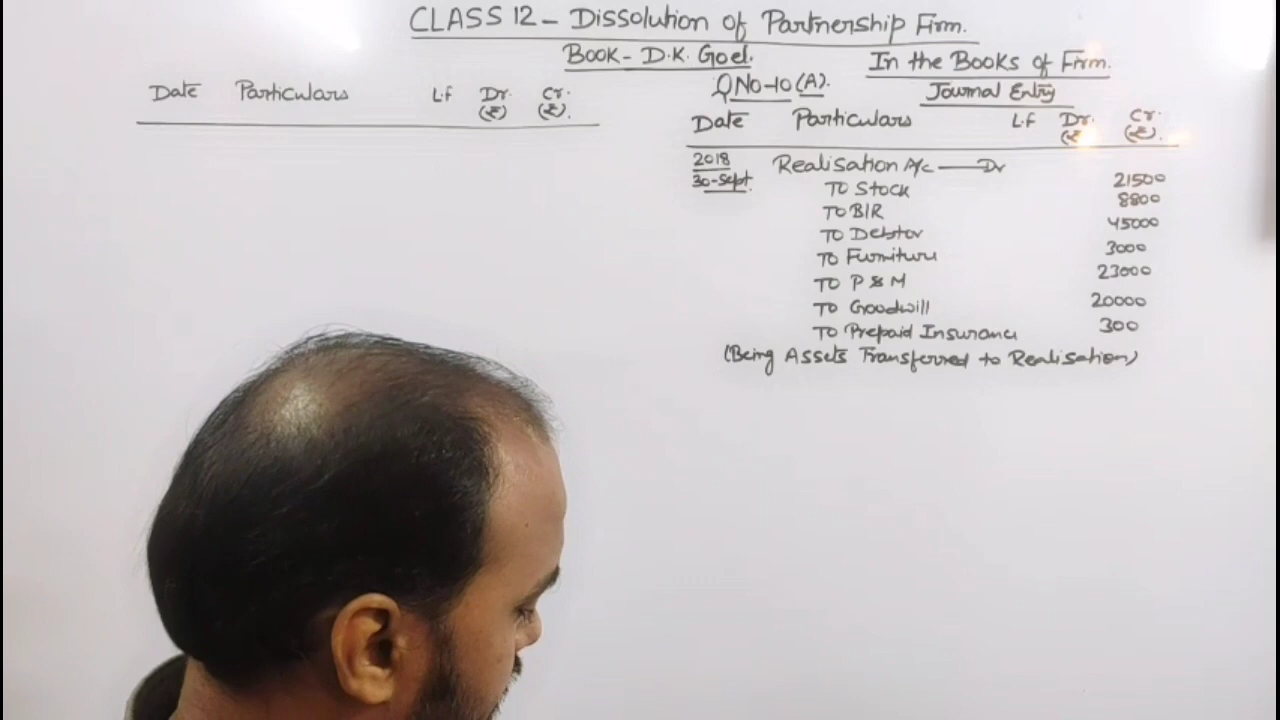 CLASS 12 - Dissolution of Partnership Firm.
Book - D.K. Goel.
In the Books of Firm.
QNo-10 (A).
Journal Entry
Date Particulars L.f Dr. (₹) Cr. (₹).
Date Particulars L.f Dr. (₹ Cr. (₹).
2018 Realisation A/c — Dr
30-Sept. To Stock 21500
To B/R 8800
To Debtor 45000
To Furniture 3000
To P & M 23000
To Goodwill 20000
To Prepaid Insurance 300
(Being Assets Transferred to Realisation)